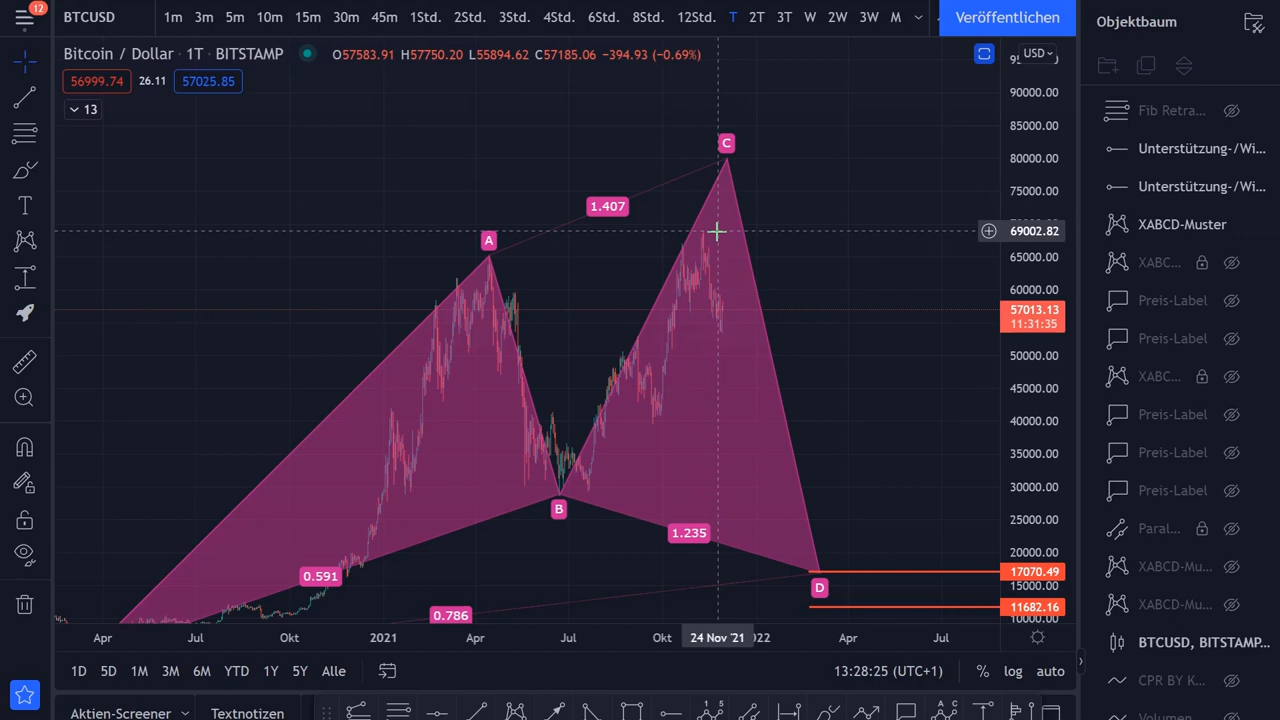 12
BTCUSD 1m 3m 5m 10m 15m 30m 45m 1Std. 2Std. 3Std. 4Std. 6Std. 8Std. 12Std. T 2T 3T W 2W 3W M
Veröffentlichen
Objektbaum
Bitcoin / Dollar · 1T · BITSTAMP O57583.91 H57750.20 L55894.62 C57185.06 −394.93 (−0.69%)
USD
56999.74 26.11 57025.85
13
90000.00
85000.00
80000.00
75000.00
69002.82
65000.00
60000.00
57013.13
11:31:35
50000.00
45000.00
40000.00
35000.00
30000.00
25000.00
20000.00
17070.49
15000.00
11682.16
10000.00
C
1.407
A
B
1.235
0.591
0.786
D
Apr Jul Okt 2021 Apr Jul Okt 24 Nov '21 2022 Apr Jul
1D 5D 1M 3M 6M YTD 1Y 5Y Alle
13:28:25 (UTC+1) % log auto
Aktien-Screener Textnotizen
Fib Retra...
Unterstützung-/Wi...
Unterstützung-/Wi...
XABCD-Muster
XABC...
Preis-Label
Preis-Label
XABC...
Preis-Label
Preis-Label
Preis-Label
Paral...
XABCD-Mu...
XABCD-Mu...
BTCUSD, BITSTAMP...
CPR BY K...